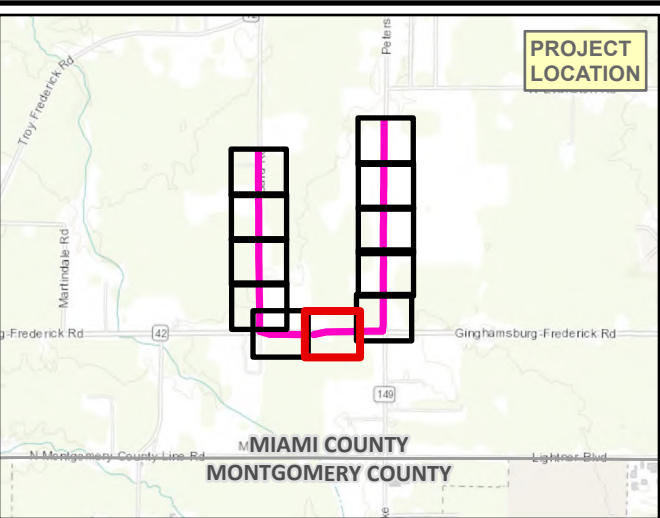 PROJECT
LOCATION
Troy Frederick Rd
Peters
Martindale Rd
g-Frederick Rd
42
Ginghamsburg-Frederick Rd
149
MIAMI COUNTY
N Montgomery County Line Rd
Lightner Blvd
MONTGOMERY COUNTY
ke